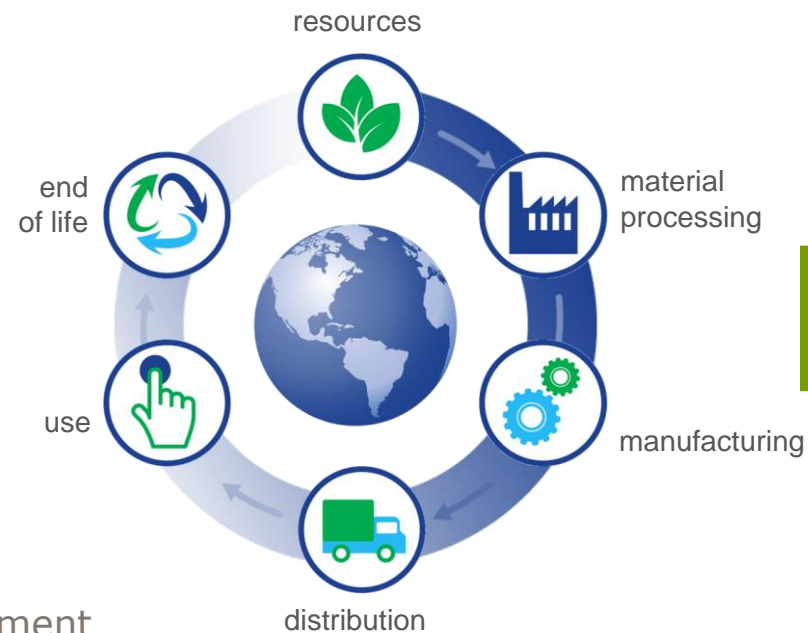 resources
material
processing
manufacturing
distribution
use
end
of life